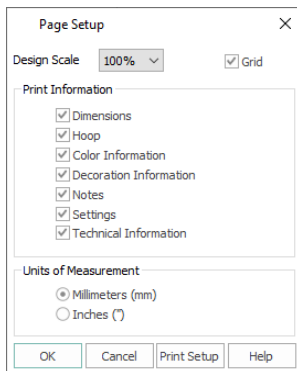 Page Setup
Design Scale 100% Grid
Print Information
Dimensions
Hoop
Color Information
Decoration Information
Notes
Settings
Technical Information
Units of Measurement
Millimeters (mm)
Inches (")
OK Cancel Print Setup Help